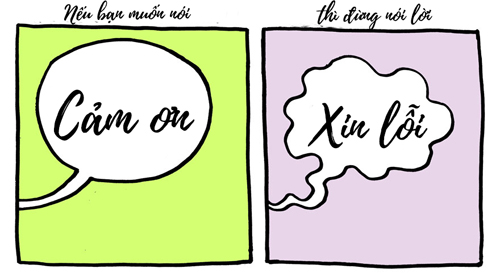 Nếu bạn muốn nói
thì đừng nói lời
Cảm ơn
Xin lỗi